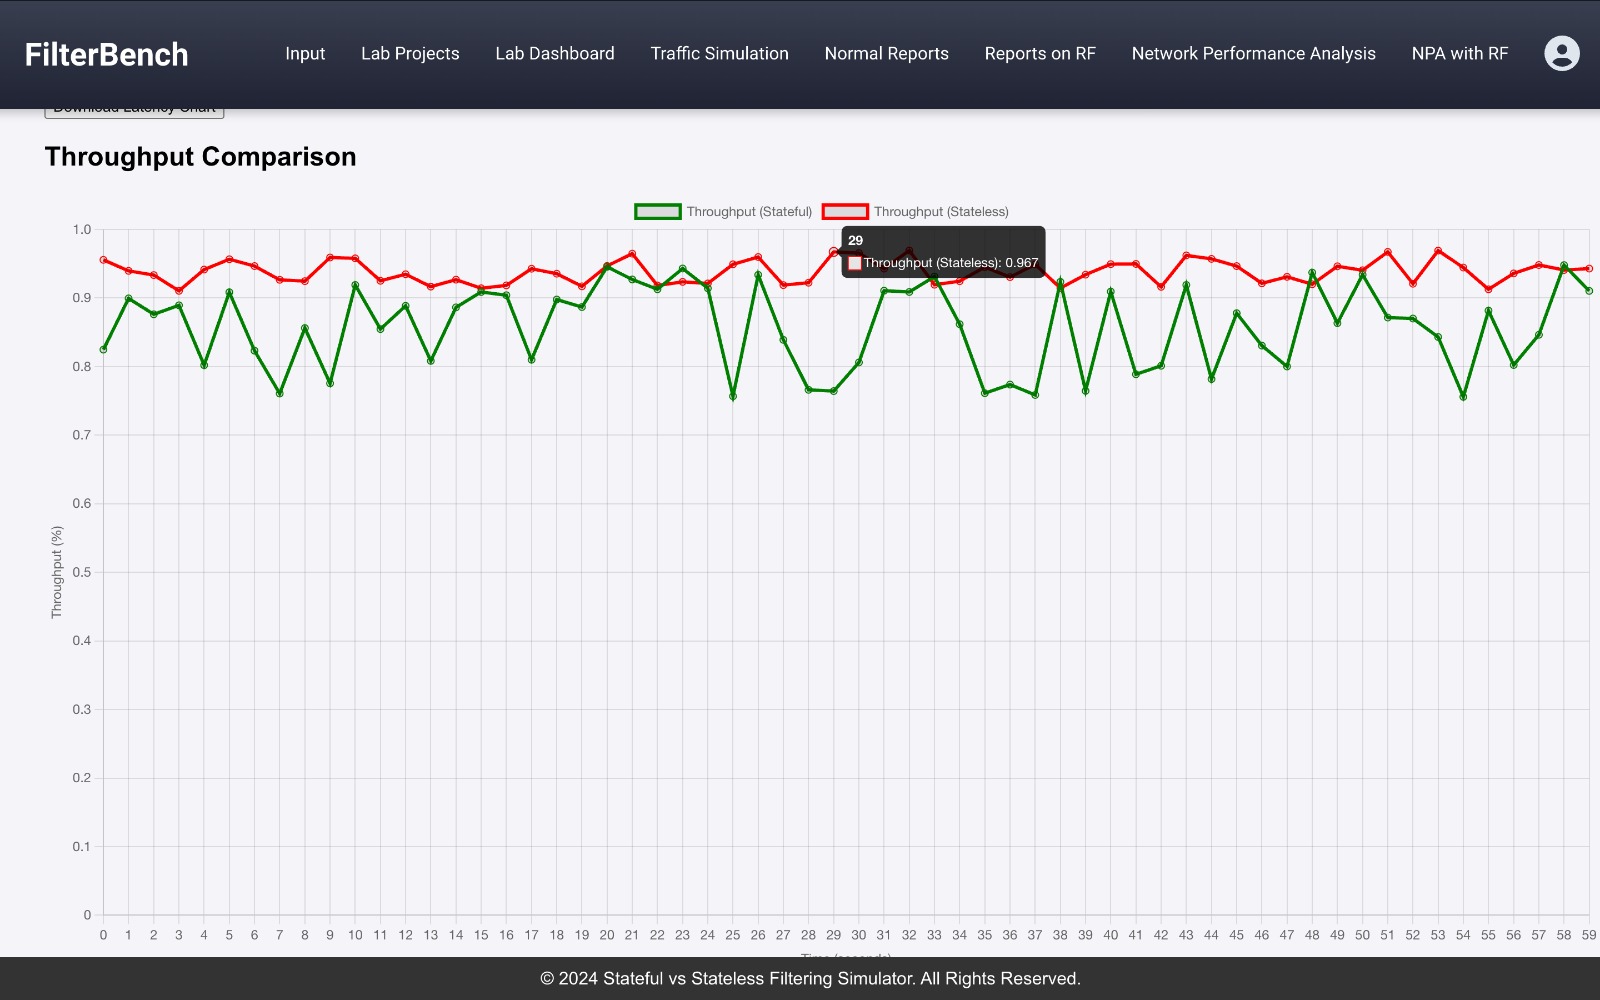 FilterBench
Input Lab Projects Lab Dashboard Traffic Simulation Normal Reports Reports on RF Network Performance Analysis NPA with RF
Download Latency Chart
Throughput Comparison
Throughput (Stateful) Throughput (Stateless)
29
Throughput (Stateless): 0.967
1.0
0.9
0.8
0.7
0.6
0.5
0.4
0.3
0.2
0.1
0
Throughput (%)
0 1 2 3 4 5 6 7 8 9 10 11 12 13 14 15 16 17 18 19 20 21 22 23 24 25 26 27 28 29 30 31 32 33 34 35 36 37 38 39 40 41 42 43 44 45 46 47 48 49 50 51 52 53 54 55 56 57 58 59
Time (seconds)
© 2024 Stateful vs Stateless Filtering Simulator. All Rights Reserved.